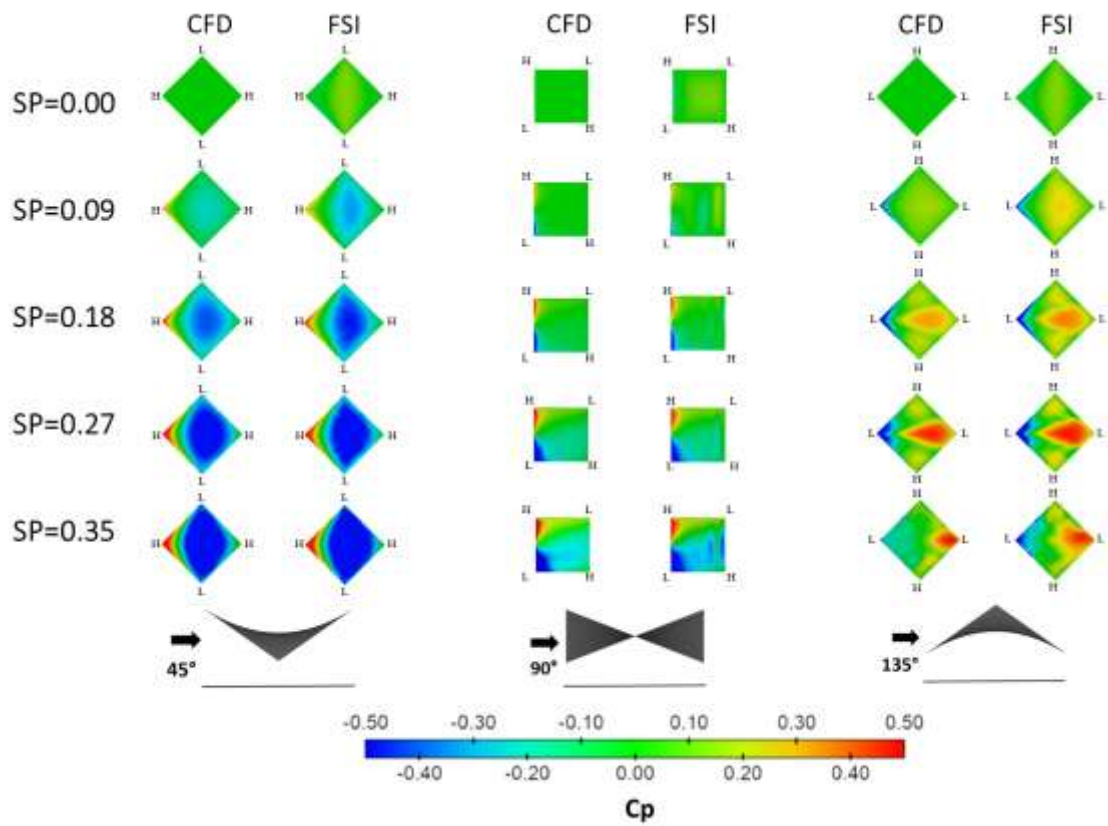 CFD FSI CFD FSI CFD FSI
L L H H
SP=0.00 H H H L H L L L
L L L H L H H H
L L H L H L H H
SP=0.09 H H H L L L
L L L H L H H H
L L H L H L H H
SP=0.18 H H H L L L
L L L H L H H H
L L H L H L H H
SP=0.27 H H H H L L L L
L L L H L H H H
L L H L H L H H
SP=0.35 H H H H L L L L
L L L H L H H H
45° 90° 135°
-0.50 -0.30 -0.10 0.10 0.30 0.50
-0.40 -0.20 0.00 0.20 0.40
Cp